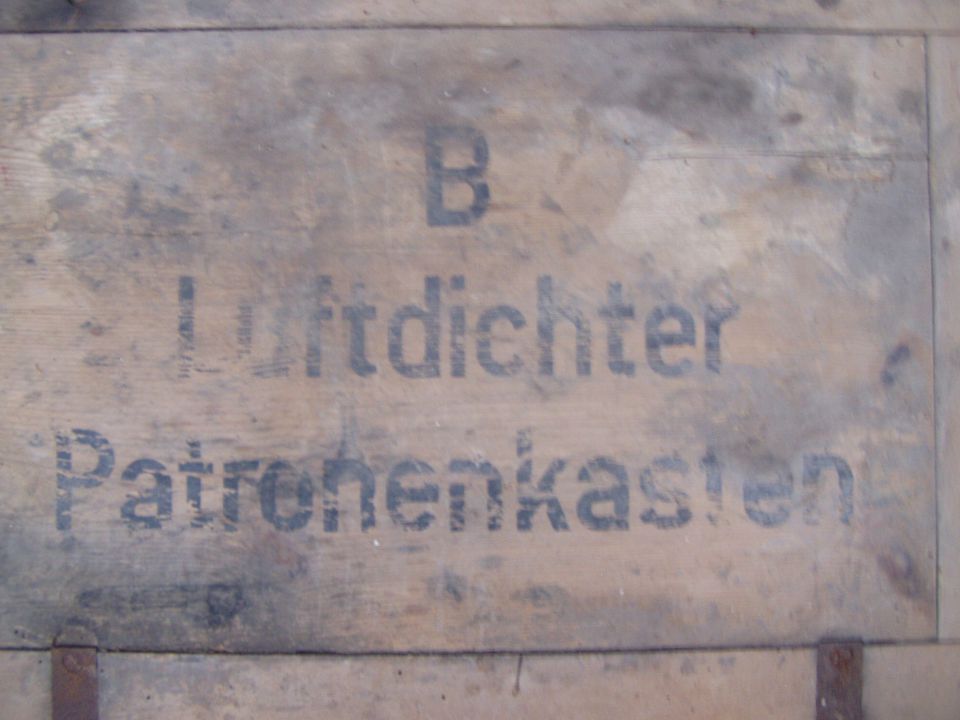 B
Luftdichter
Patronenkasten